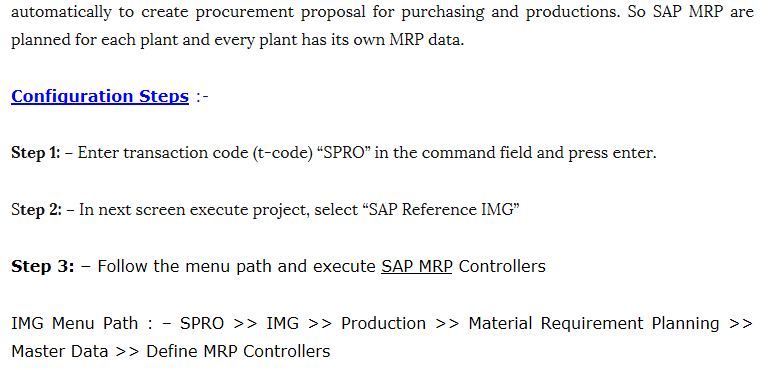 automatically to create procurement proposal for purchasing and productions. So SAP MRP are
planned for each plant and every plant has its own MRP data.
Configuration Steps :-
Step 1: – Enter transaction code (t-code) “SPRO” in the command field and press enter.
Step 2: – In next screen execute project, select “SAP Reference IMG”
Step 3: – Follow the menu path and execute SAP MRP Controllers
IMG Menu Path : – SPRO >> IMG >> Production >> Material Requirement Planning >>
Master Data >> Define MRP Controllers